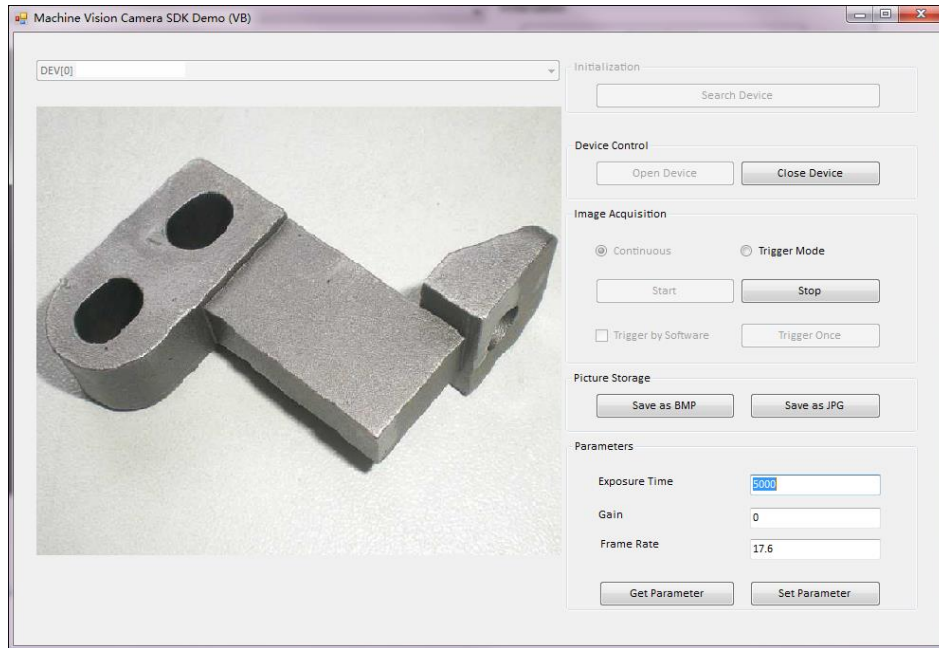 Machine Vision Camera SDK Demo (VB)
DEV[0]
Initialization
Search Device
Device Control
Open Device
Close Device
Image Acquisition
Continuous
Trigger Mode
Start
Stop
Trigger by Software
Trigger Once
Picture Storage
Save as BMP
Save as JPG
Parameters
Exposure Time
5000
Gain
0
Frame Rate
17.6
Get Parameter
Set Parameter